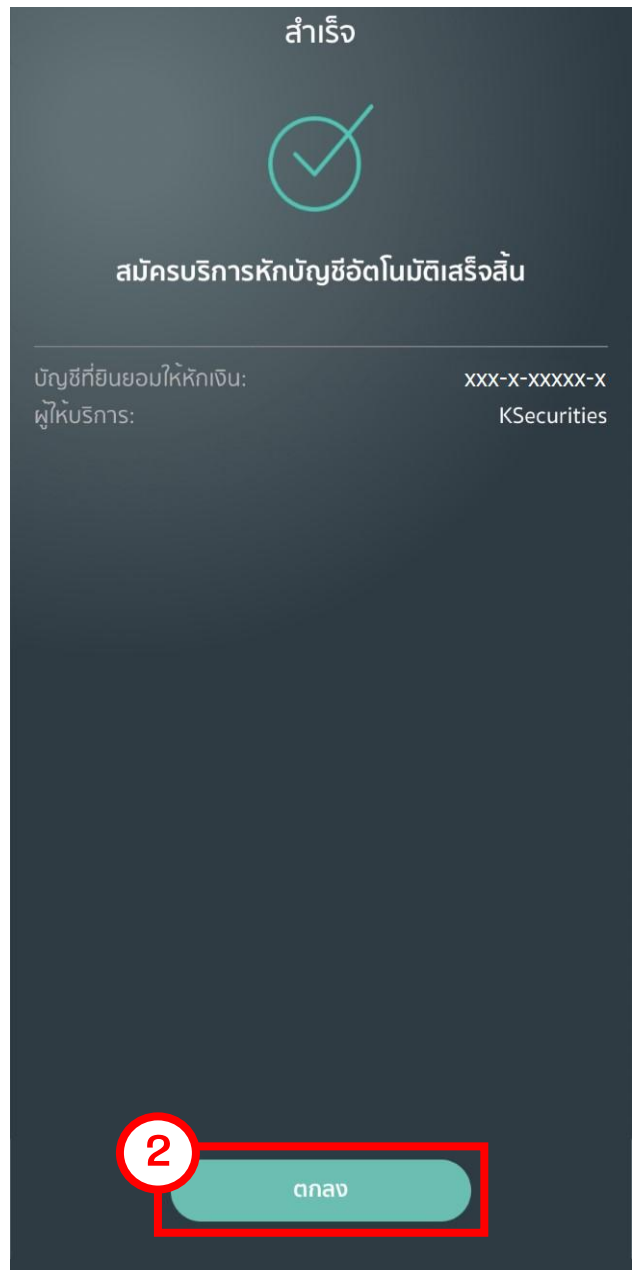 สำเร็จ
สมัครบริการหักบัญชีอัตโนมัติเสร็จสิ้น
บัญชีที่ยินยอมให้หักเงิน: xxx-x-xxxxx-x
ผู้ให้บริการ: KSecurities
2
ตกลง